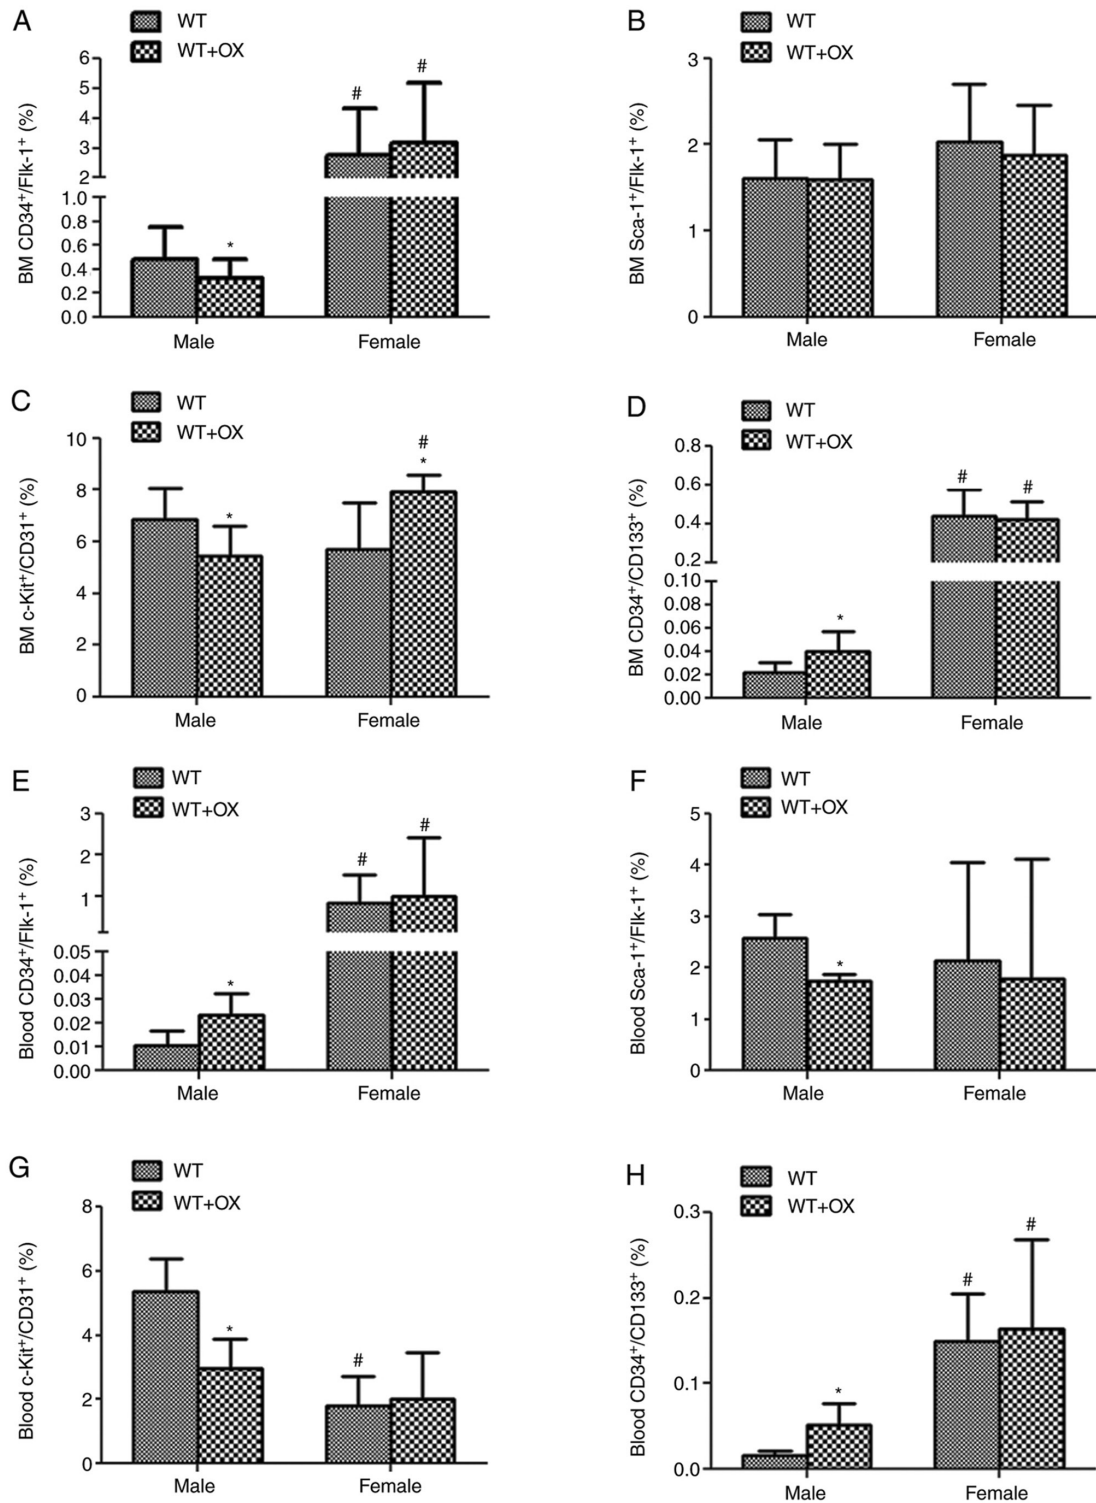 A
WT
WT+OX
BM CD34+/Flk-1+ (%)
6
5
4
3
2
1.0
0.8
0.6
0.4
0.2
0.0
#
#
*
Male
Female
B
WT
WT+OX
BM Sca-1+/Flk-1+ (%)
3
2
1
0
Male
Female
C
WT
WT+OX
BM c-Kit+/CD31+ (%)
10
8
6
4
2
0
*
#
*
Male
Female
D
WT
WT+OX
BM CD34+/CD133+ (%)
0.8
0.6
0.4
0.2
0.10
0.08
0.06
0.04
0.02
0.00
*
#
#
Male
Female
E
WT
WT+OX
Blood CD34+/Flk-1+ (%)
3
2
1
0.05
0.04
0.03
0.02
0.01
0.00
*
#
#
Male
Female
F
WT
WT+OX
Blood Sca-1+/Flk-1+ (%)
5
4
3
2
1
0
*
Male
Female
G
WT
WT+OX
Blood c-Kit+/CD31+ (%)
8
6
4
2
0
*
#
Male
Female
H
WT
WT+OX
Blood CD34+/CD133+ (%)
0.3
0.2
0.1
0.0
*
#
#
Male
Female